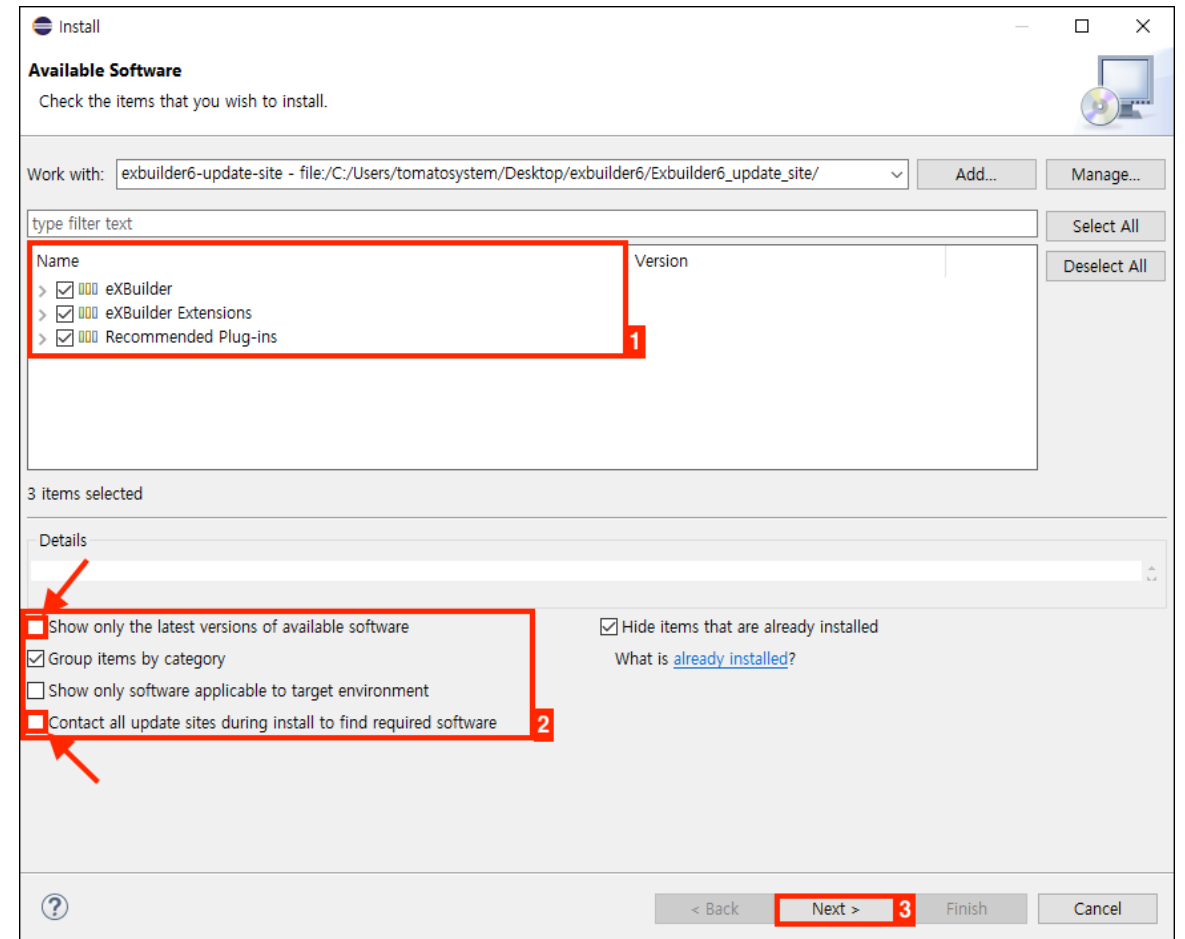 Install
Available Software
Check the items that you wish to install.
Work with: exbuilder6-update-site - file:/C:/Users/tomatosystem/Desktop/exbuilder6/Exbuilder6_update_site/ Add... Manage...
type filter text Select All
Name Version Deselect All
eXBuilder
eXBuilder Extensions
Recommended Plug-ins
1
3 items selected
Details
Show only the latest versions of available software Hide items that are already installed
Group items by category What is already installed?
Show only software applicable to target environment
Contact all update sites during install to find required software 2
? < Back Next > 3 Finish Cancel